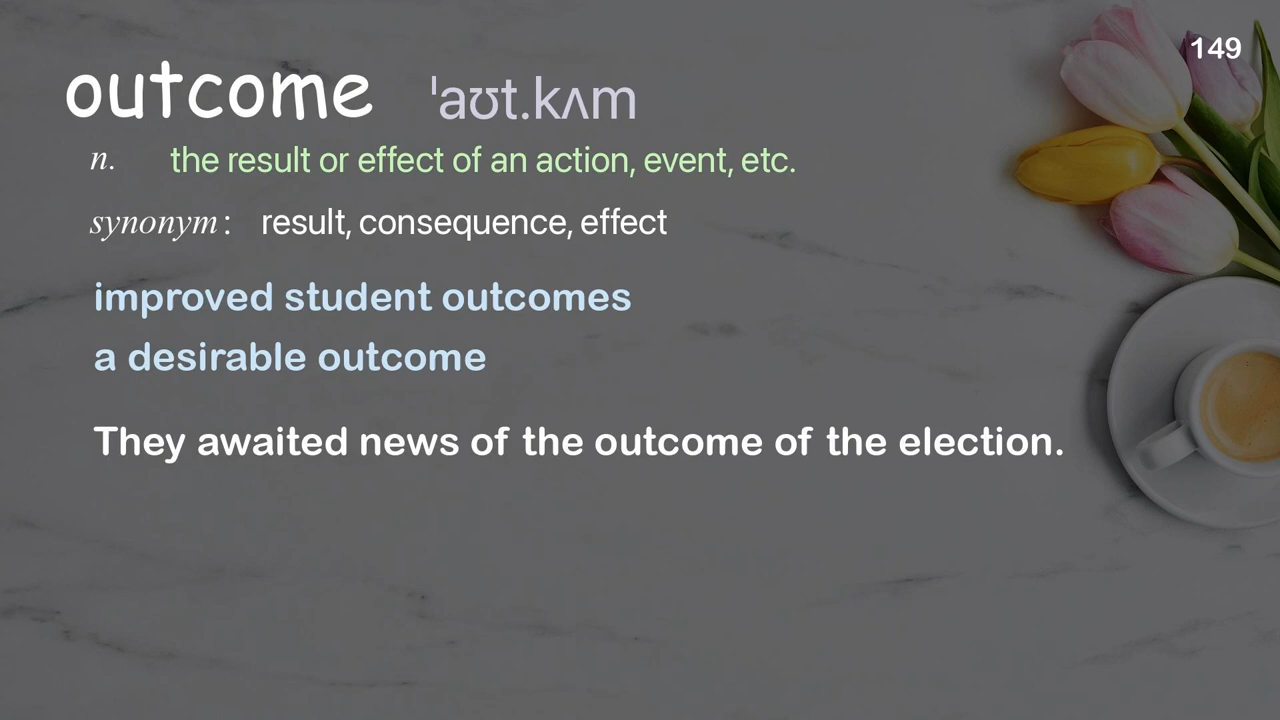 149
outcome ˈaʊt.kʌm
n. the result or effect of an action, event, etc.
synonym: result, consequence, effect
improved student outcomes
a desirable outcome
They awaited news of the outcome of the election.